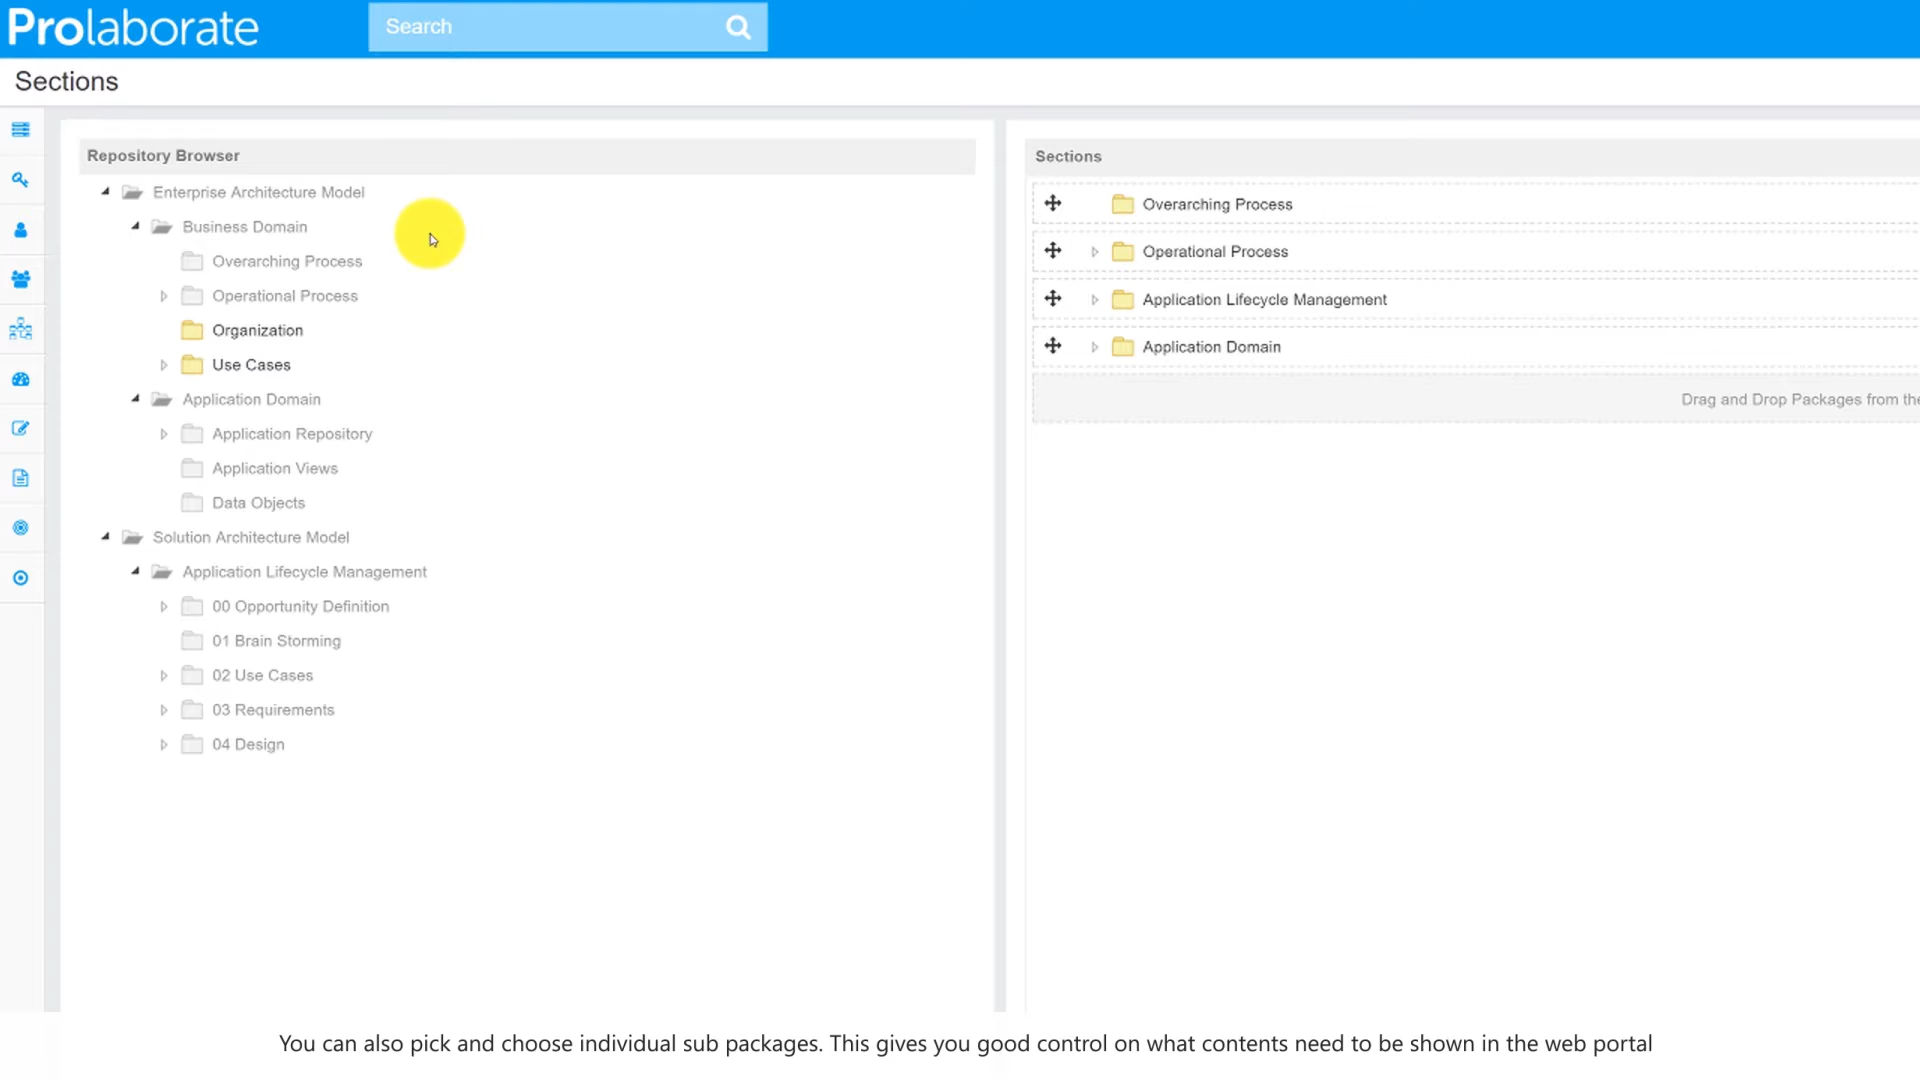 Prolaborate
Search
Sections
Repository Browser
Enterprise Architecture Model
Business Domain
Overarching Process
Operational Process
Organization
Use Cases
Application Domain
Application Repository
Application Views
Data Objects
Solution Architecture Model
Application Lifecycle Management
00 Opportunity Definition
01 Brain Storming
02 Use Cases
03 Requirements
04 Design
Sections
Overarching Process
Operational Process
Application Lifecycle Management
Application Domain
Drag and Drop Packages from the
You can also pick and choose individual sub packages. This gives you good control on what contents need to be shown in the web portal